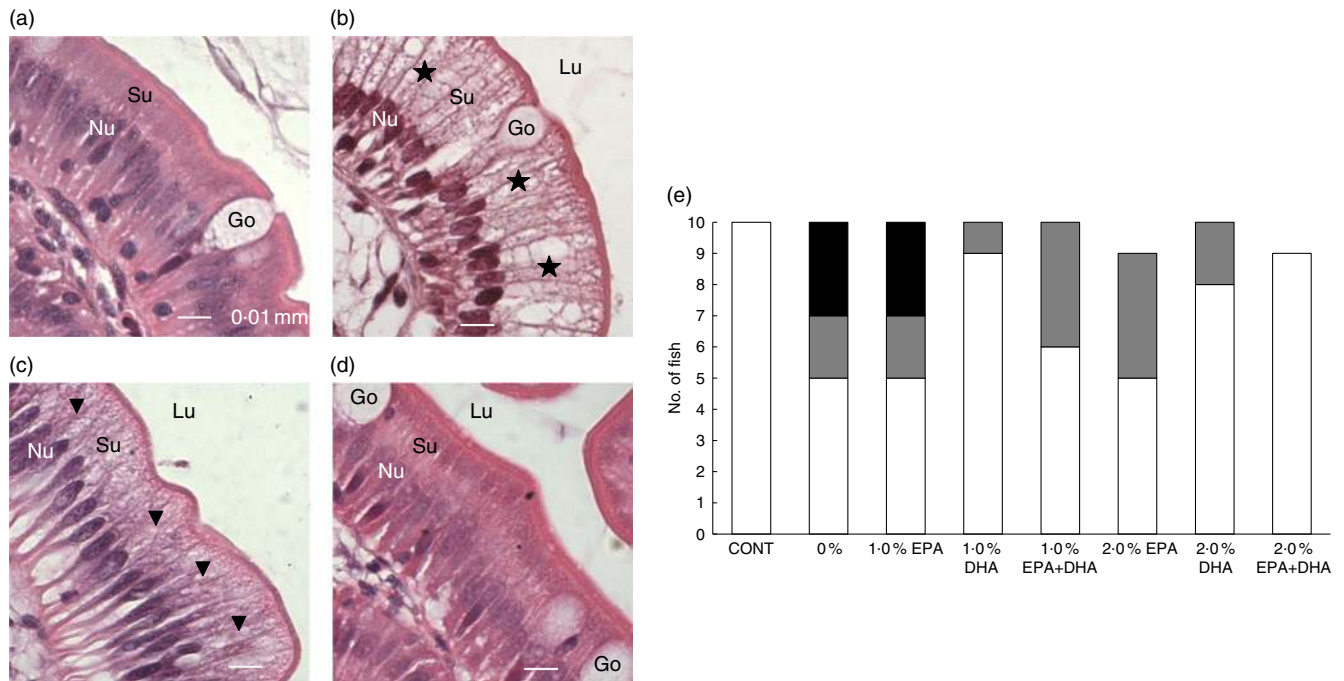 (a)
Su
Nu
Go
0·01 mm
(b)
Lu
Su
Nu
Go
(c)
Lu
Su
Nu
(d)
Go
Lu
Su
Nu
Go
(e)
No. of fish
10
9
8
7
6
5
4
3
2
1
0
CONT 0 % 1·0 % EPA 1·0 % 1·0 % 2·0 % EPA 2·0 % 2·0 %
DHA EPA+DHA DHA EPA+DHA